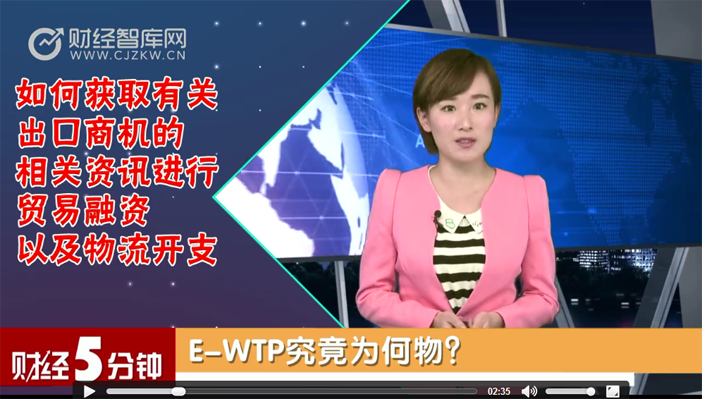 财经智库网
WWW.CJZKW.CN
如何获取有关
出口商机的
相关资讯进行
贸易融资
以及物流开支
E-WTP究竟为何物？
财经5分钟
02:35